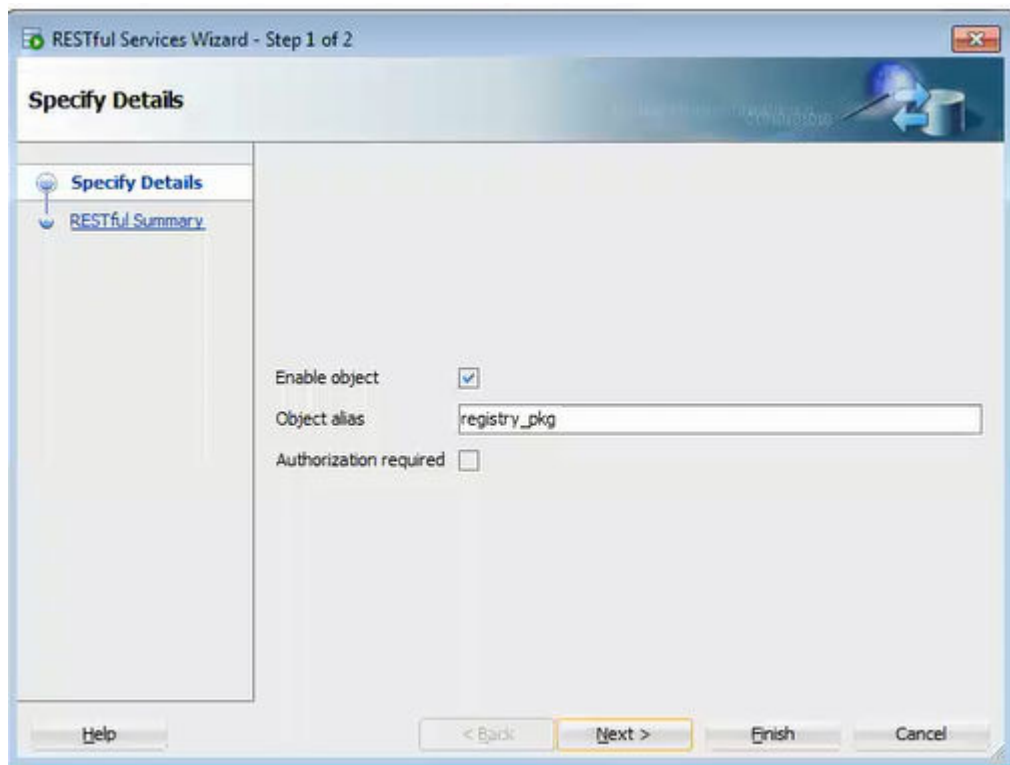 RESTful Services Wizard - Step 1 of 2
Specify Details
Specify Details
RESTful Summary
Enable object
Object alias registry_pkg
Authorization required
Help < Back Next > Finish Cancel